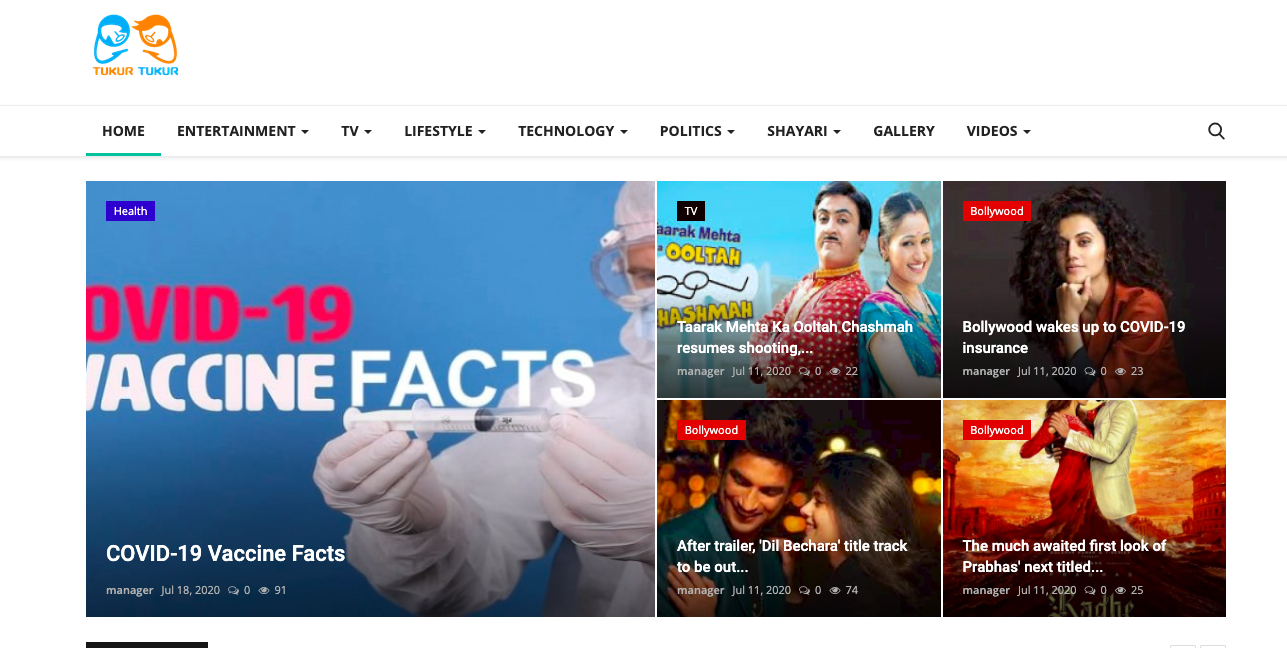 TUKUR TUKUR
HOME ENTERTAINMENT TV LIFESTYLE TECHNOLOGY POLITICS SHAYARI GALLERY VIDEOS
Health
OVID-19
VACCINE FACTS
COVID-19 Vaccine Facts
manager Jul 18, 2020 0 91
TV
aarak Mehta
OOLTAH
HASHMAH
Taarak Mehta Ka Ooltah Chashmah
resumes shooting,...
manager Jul 11, 2020 0 22
Bollywood
Bollywood wakes up to COVID-19
insurance
manager Jul 11, 2020 0 23
Bollywood
After trailer, 'Dil Bechara' title track
to be out...
manager Jul 11, 2020 0 74
Bollywood
The much awaited first look of
Prabhas' next titled...
manager Jul 11, 2020 0 25
Radhe